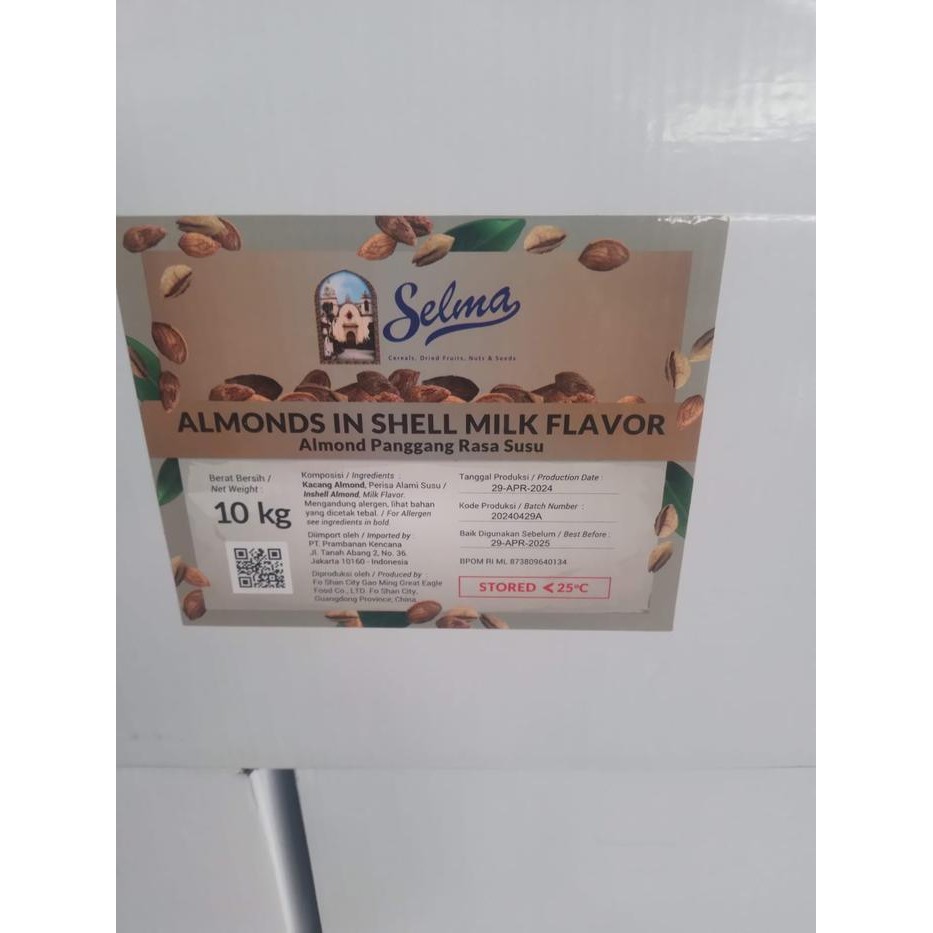 Selma
Cereals, Dried Fruits, Nuts & Seeds
ALMONDS IN SHELL MILK FLAVOR
Almond Panggang Rasa Susu
Berat Bersih /
Net Weight :
10 kg
Komposisi / Ingredients :
Kacang Almond, Perisa Alami Susu /
Inshell Almond, Milk Flavor.
Mengandung alergen, lihat bahan
yang dicetak tebal. / For Allergen
see ingredients in bold
Diimport oleh / Imported by
PT. Prambanan Kencana
Jl. Tanah Abang 2, No. 36.
Jakarta 10160 - Indonesia
Diproduksi oleh / Produced by :
Fo Shan City Gao Ming Great Eagle
Food Co., LTD. Fo Shan City,
Guangdong Province, China
Tanggal Produksi / Production Date :
29-APR-2024
Kode Produksi / Batch Number :
20240429A
Baik Digunakan Sebelum / Best Before :
29-APR-2025
BPOM RI ML 873809640134
STORED < 25°C